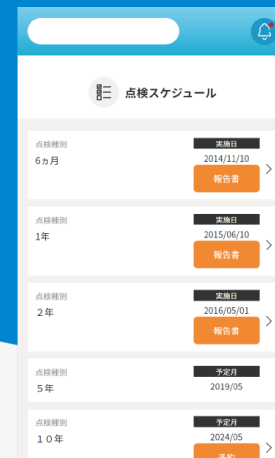 点検スケジュール
点検種別
実施日
6ヵ月
2014/11/10
報告書
点検種別
実施日
1年
2015/06/10
報告書
点検種別
実施日
２年
2016/05/01
報告書
点検種別
予定月
５年
2019/05
点検種別
予定月
１０年
2024/05
予約